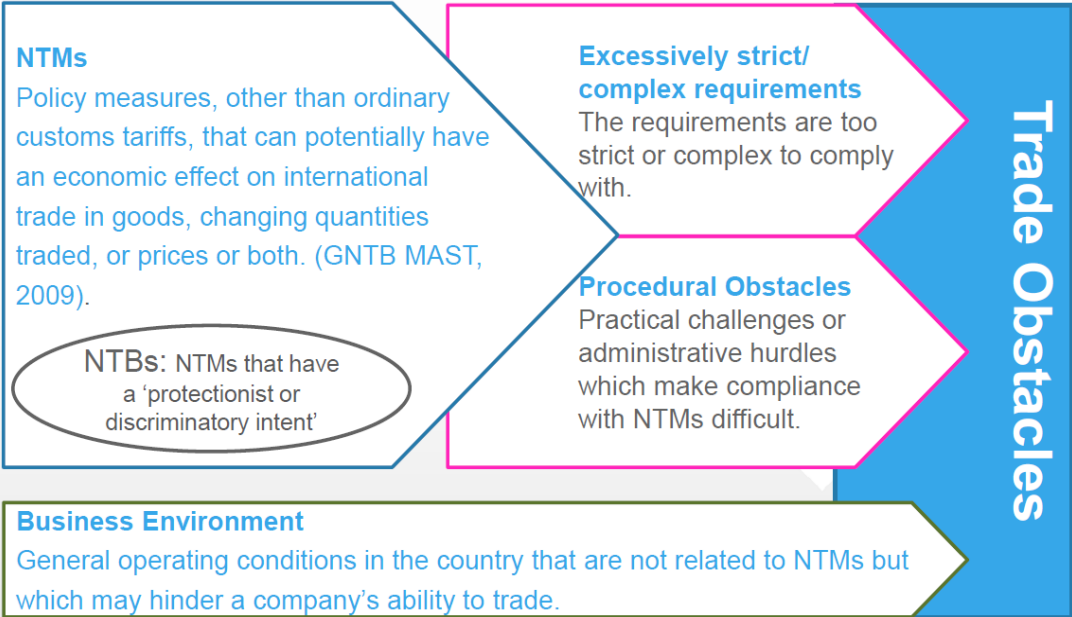 NTMs
Policy measures, other than ordinary
customs tariffs, that can potentially have
an economic effect on international
trade in goods, changing quantities
traded, or prices or both. (GNTB MAST,
2009).
NTBs: NTMs that have
a ‘protectionist or
discriminatory intent’
Excessively strict/
complex requirements
The requirements are too
strict or complex to comply
with.
Procedural Obstacles
Practical challenges or
administrative hurdles
which make compliance
with NTMs difficult.
Business Environment
General operating conditions in the country that are not related to NTMs but
which may hinder a company’s ability to trade.
Trade Obstacles